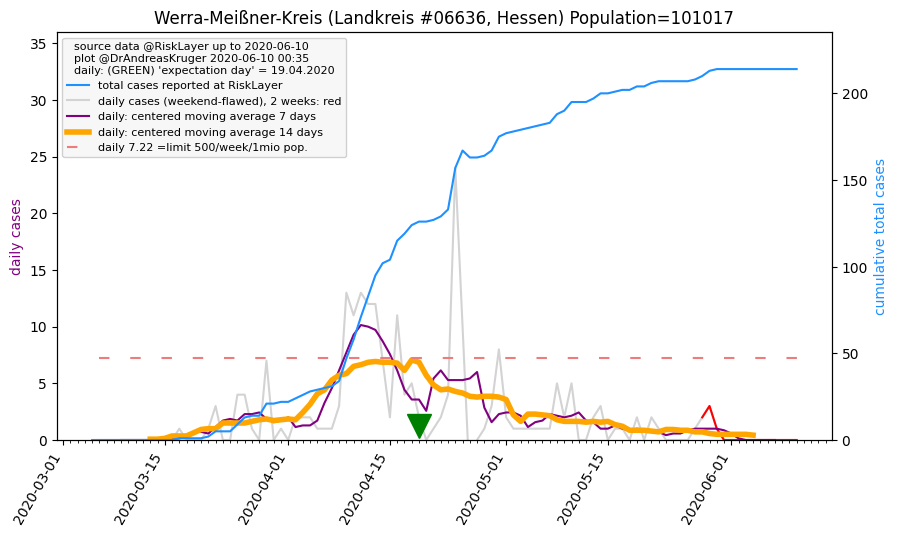 Werra-Meißner-Kreis (Landkreis #06636, Hessen) Population=101017
source data @RiskLayer up to 2020-06-10
plot @DrAndreasKruger 2020-06-10 00:35
daily: (GREEN) 'expectation day' = 19.04.2020
total cases reported at RiskLayer
daily cases (weekend-flawed), 2 weeks: red
daily: centered moving average 7 days
daily: centered moving average 14 days
daily 7.22 =limit 500/week/1mio pop.
daily cases
35
30
25
20
15
10
5
0
cumulative total cases
200
150
100
50
0
2020-03-01
2020-03-15
2020-04-01
2020-04-15
2020-05-01
2020-05-15
2020-06-01